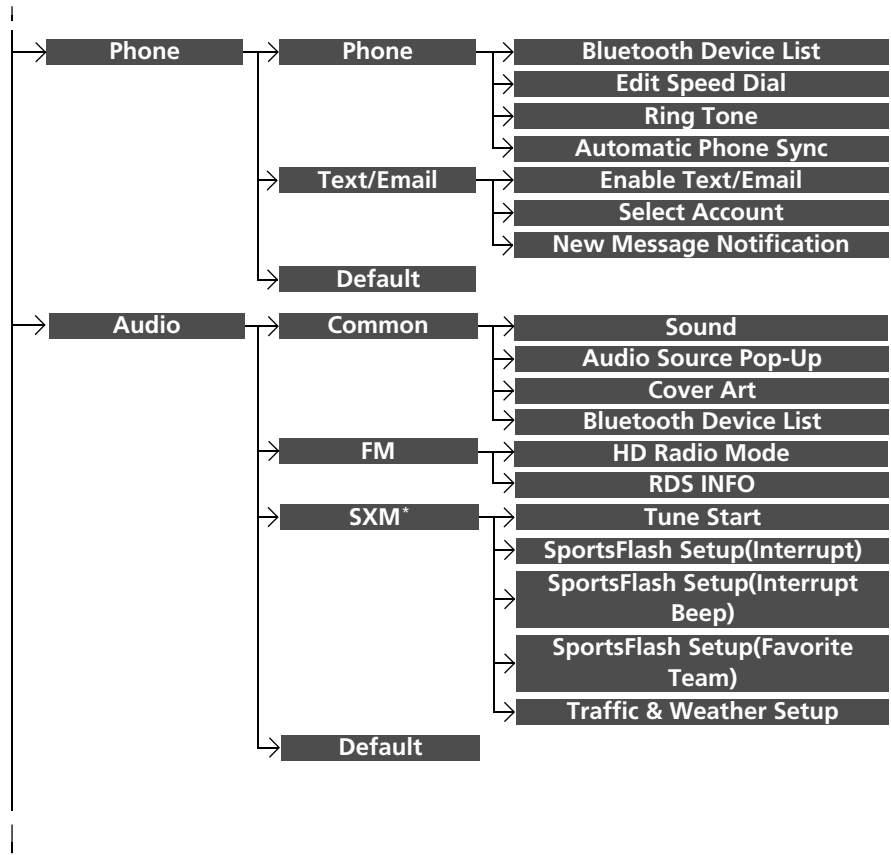 Phone
Phone
Bluetooth Device List
Edit Speed Dial
Ring Tone
Automatic Phone Sync
Text/Email
Enable Text/Email
Select Account
New Message Notification
Default
Audio
Common
Sound
Audio Source Pop-Up
Cover Art
Bluetooth Device List
FM
HD Radio Mode
RDS INFO
SXM*
Tune Start
SportsFlash Setup(Interrupt)
SportsFlash Setup(Interrupt
Beep)
SportsFlash Setup(Favorite
Team)
Traffic & Weather Setup
Default